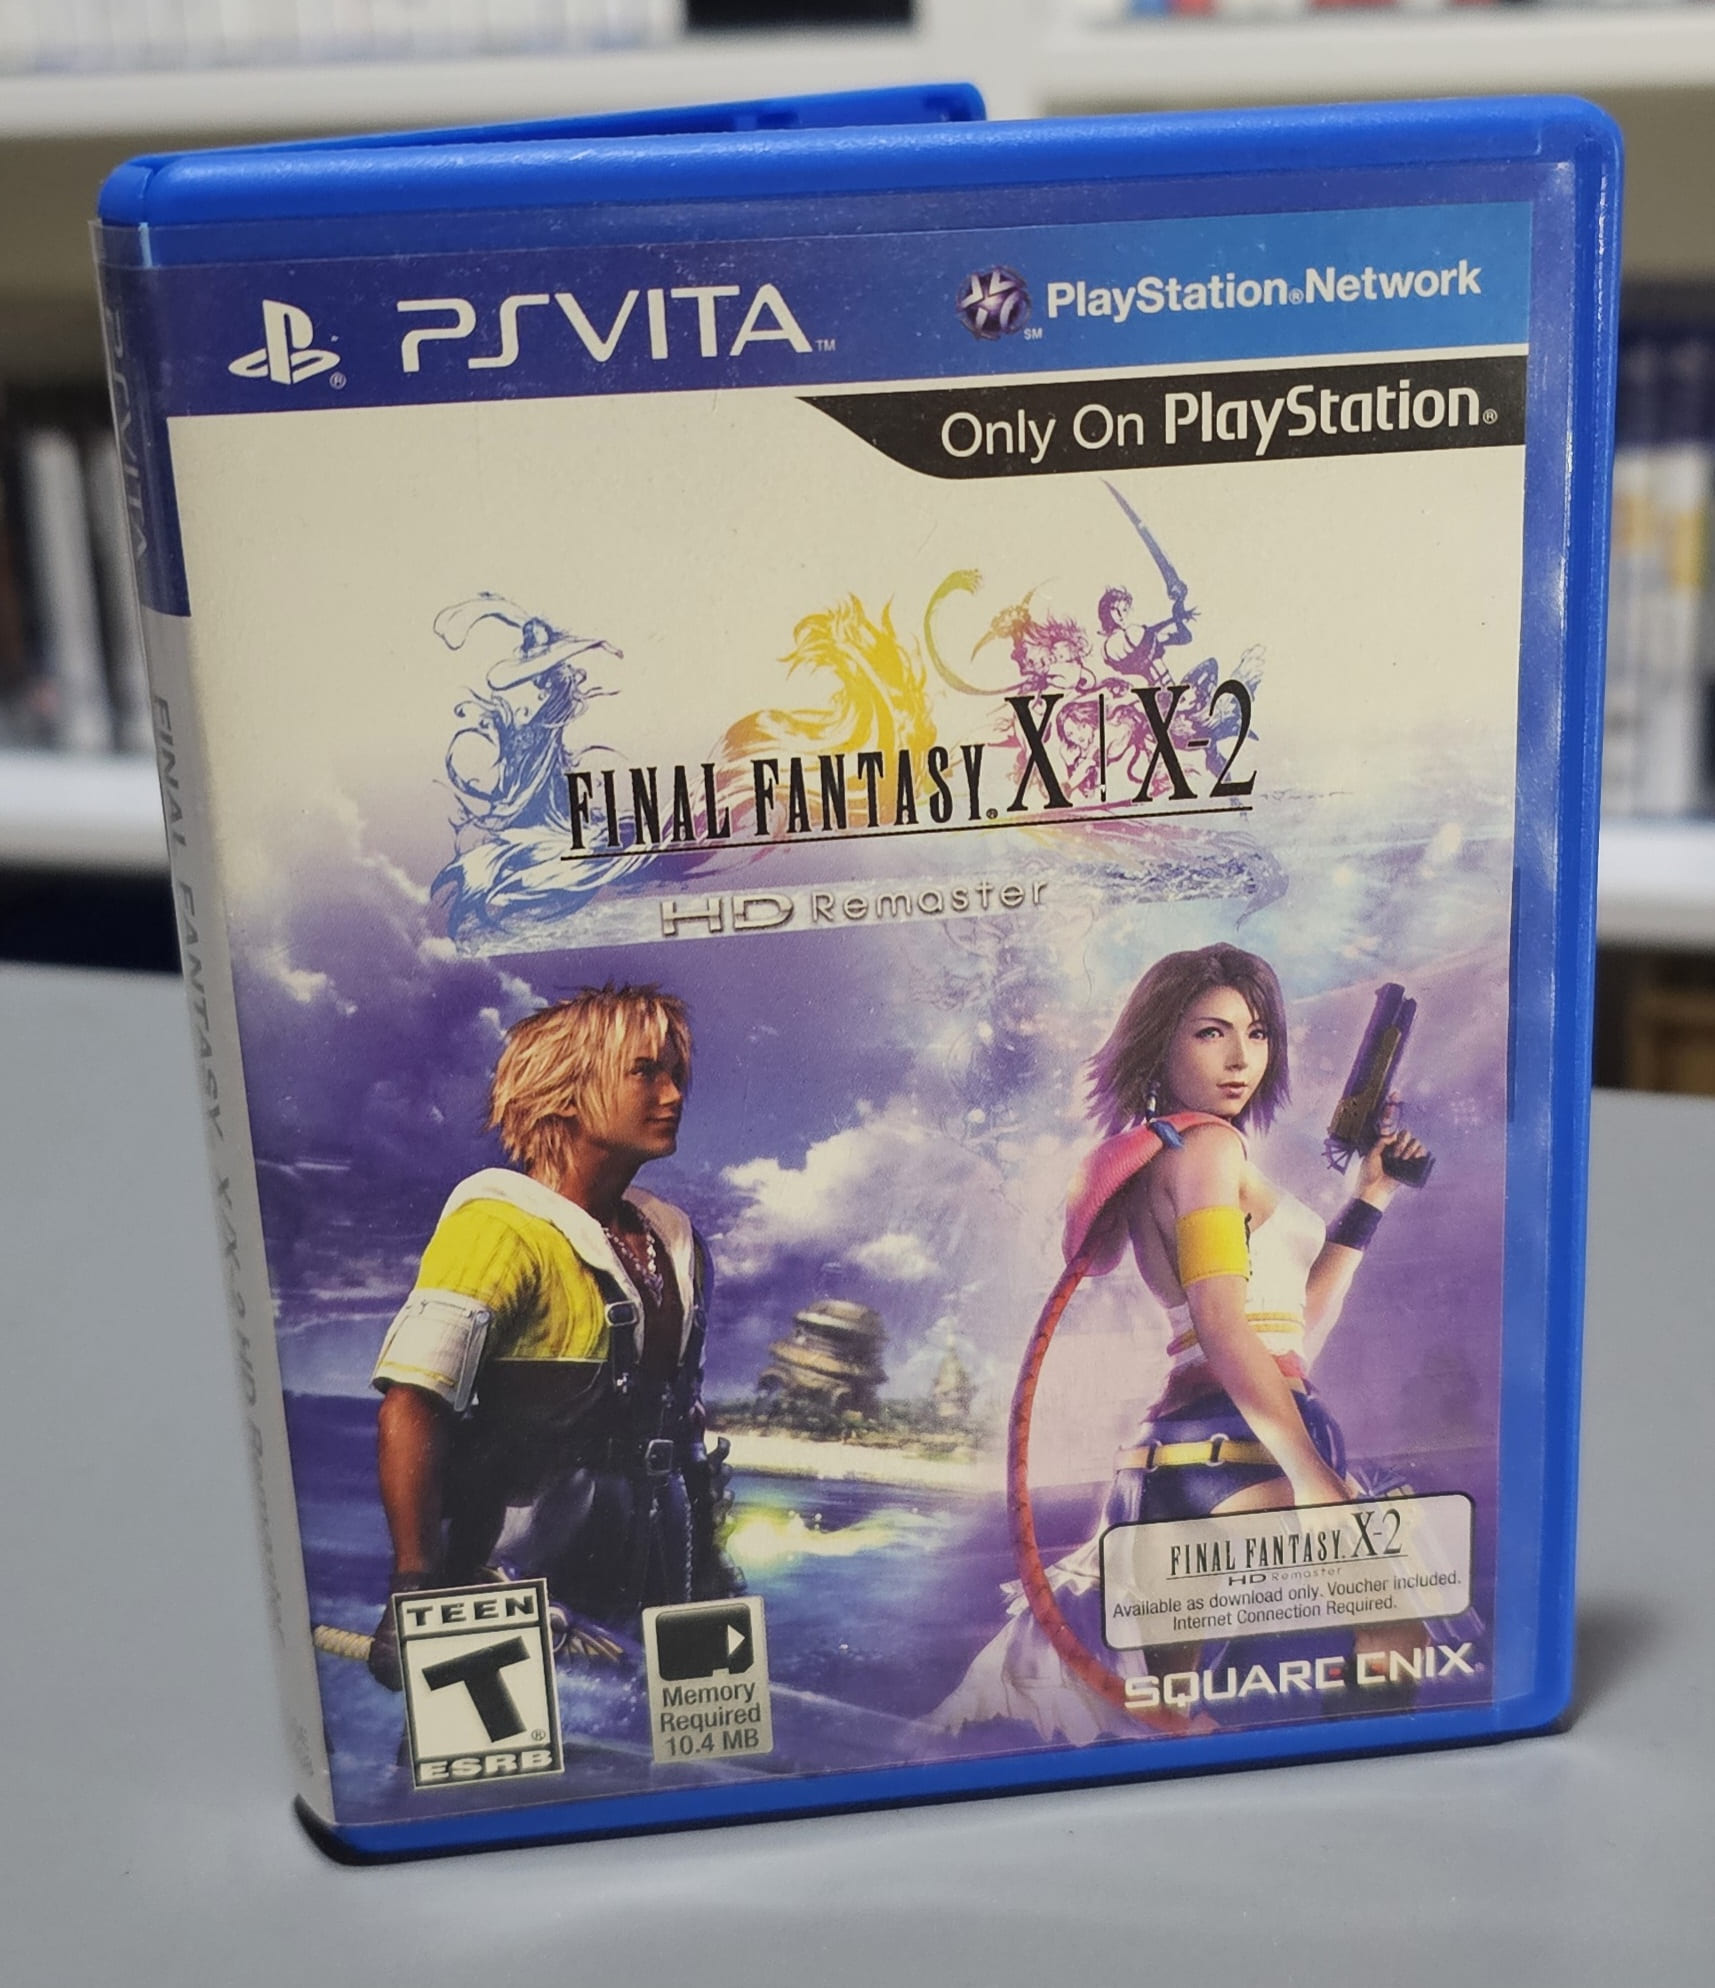 PSVITA™
PlayStation®Network
SM
Only On PlayStation®
FINAL FANTASY® X | X-2
HD Remaster
TEEN
T
®
ESRB
Memory
Required
10.4 MB
FINAL FANTASY. X-2
HD Remaster
Available as download only. Voucher included.
Internet Connection Required.
SQUARE ENIX®
PSVITA
FINAL FANTASY X/X-2 HD Remaster